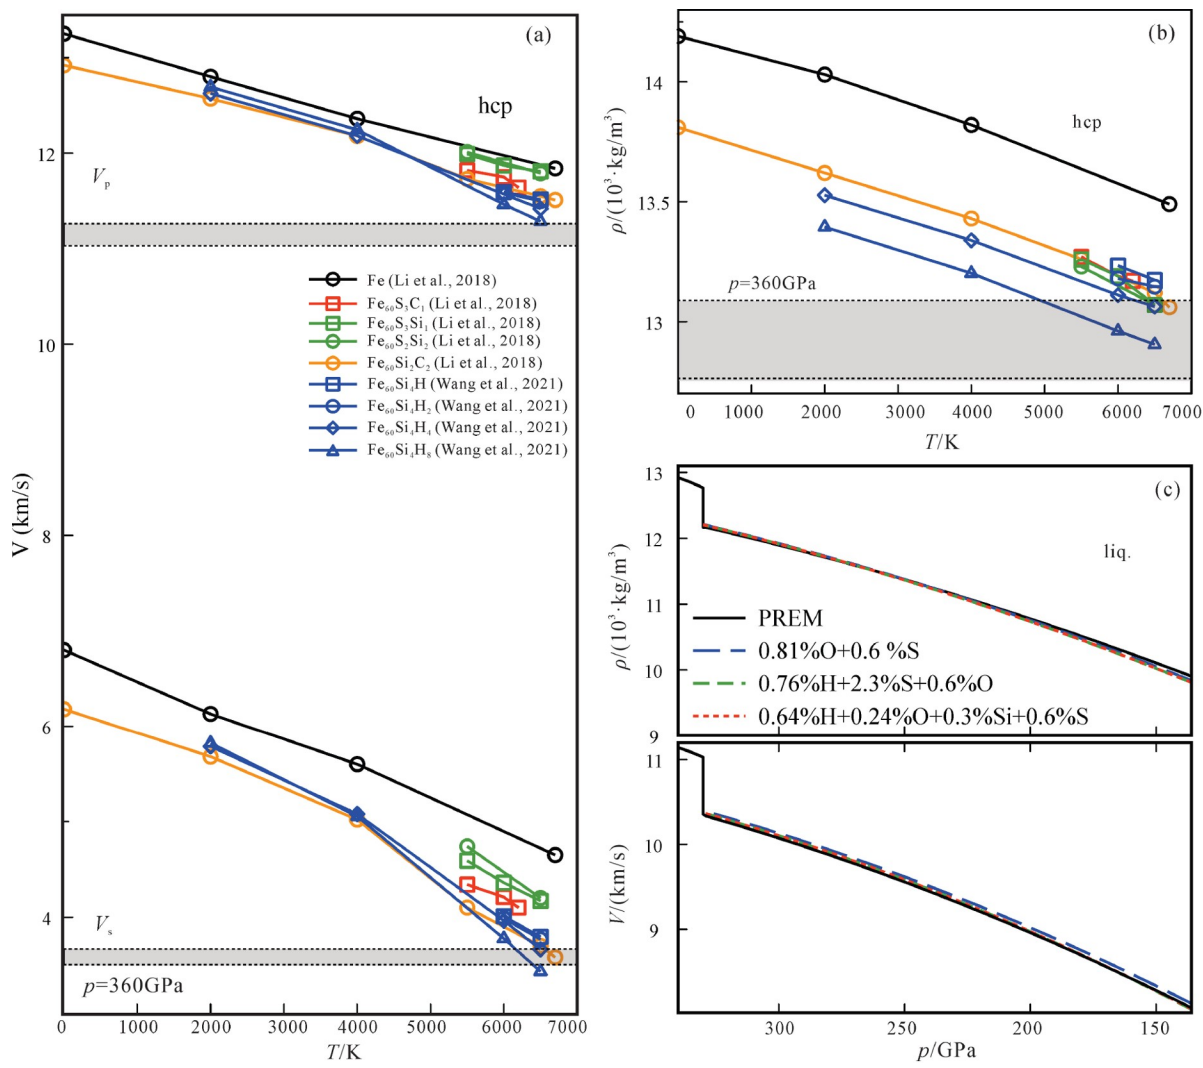 (a)
hcp
12
V_p
Fe (Li et al., 2018)
Fe₆₀S₃C₁ (Li et al., 2018)
Fe₆₀S₃Si₁ (Li et al., 2018)
Fe₆₀S₂Si₂ (Li et al., 2018)
Fe₆₀Si₂C₂ (Li et al., 2018)
Fe₆₀Si₄H (Wang et al., 2021)
Fe₆₀Si₄H₂ (Wang et al., 2021)
Fe₆₀Si₄H₄ (Wang et al., 2021)
Fe₆₀Si₄H₈ (Wang et al., 2021)
10
V (km/s)
8
6
4
V_s
p=360GPa
0 1000 2000 3000 4000 5000 6000 7000
T/K
(b)
hcp
14
13.5
13
ρ/(10³·kg/m³)
p=360GPa
0 1000 2000 3000 4000 5000 6000 7000
T/K
(c)
liq.
13
12
11
10
9
ρ/(10³·kg/m³)
PREM
0.81%O+0.6 %S
0.76%H+2.3%S+0.6%O
0.64%H+0.24%O+0.3%Si+0.6%S
11
10
9
V/(km/s)
300 250 200 150
p/GPa